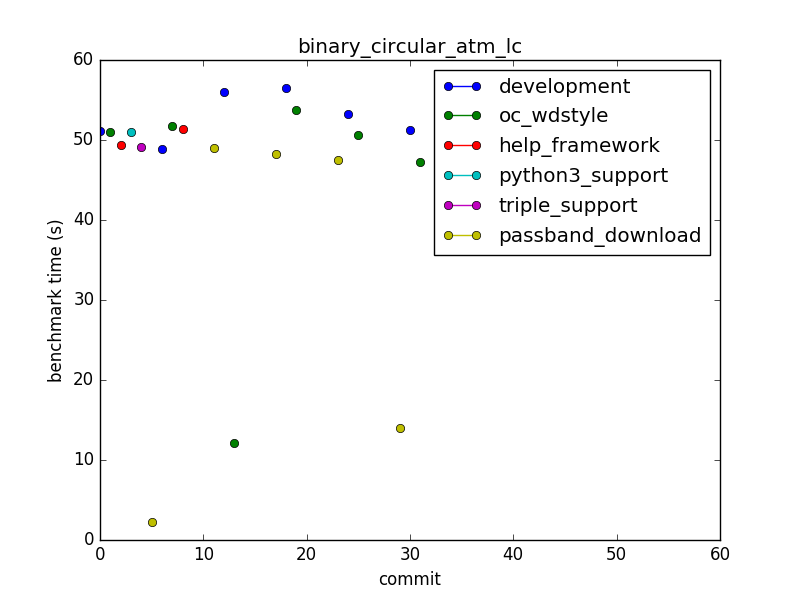 binary_circular_atm_lc
60
50
40
30
20
10
0
benchmark time (s)
development
oc_wdstyle
help_framework
python3_support
triple_support
passband_download
0 10 20 30 40 50 60
commit